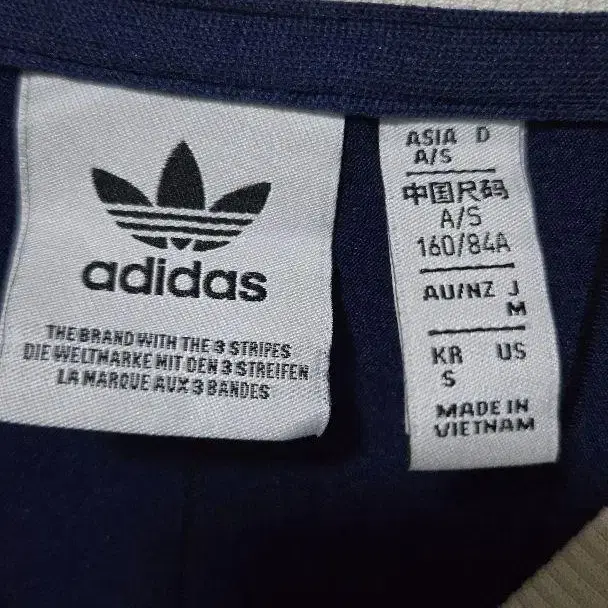 adidas
THE BRAND WITH THE 3 STRIPES
DIE WELTMARKE MIT DEN 3 STREIFEN
LA MARQUE AUX 3 BANDES
ASIA D
A/S
中国尺码
A/S
160/84A
AU/NZ J
M
KR US
S
MADE IN
VIETNAM